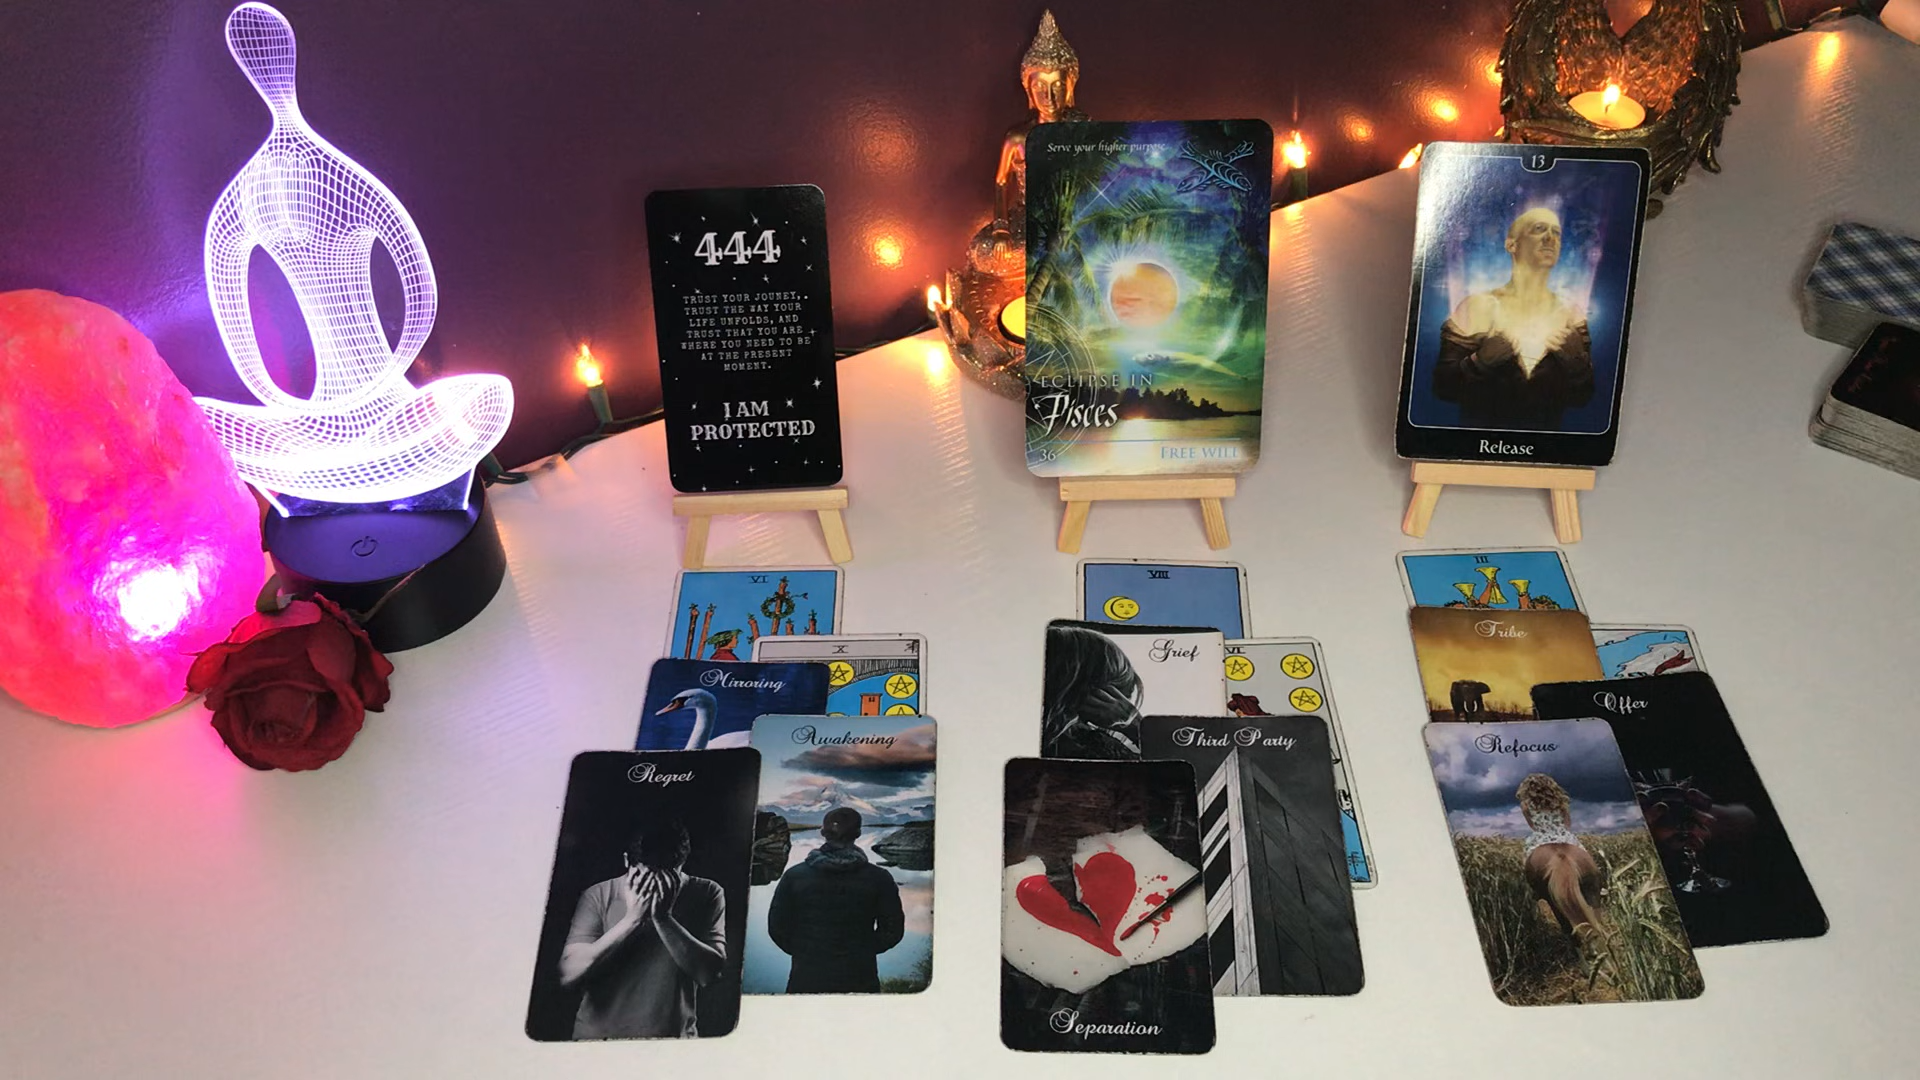 444
TRUST YOUR JOUNEY,
TRUST THE WAY YOUR
LIFE UNFOLDS, AND
TRUST THAT YOU ARE
WHERE YOU NEED TO BE
AT THE PRESENT
MOMENT.
I AM
PROTECTED
Serve your higher purpose
ECLIPSE IN
Pisces
36
FREE WILL
13
Release
VI
X
Mirroring
Awakening
Regret
VIII
Grief
VI
Third Party
Separation
III
Tribe
Offer
Refocus